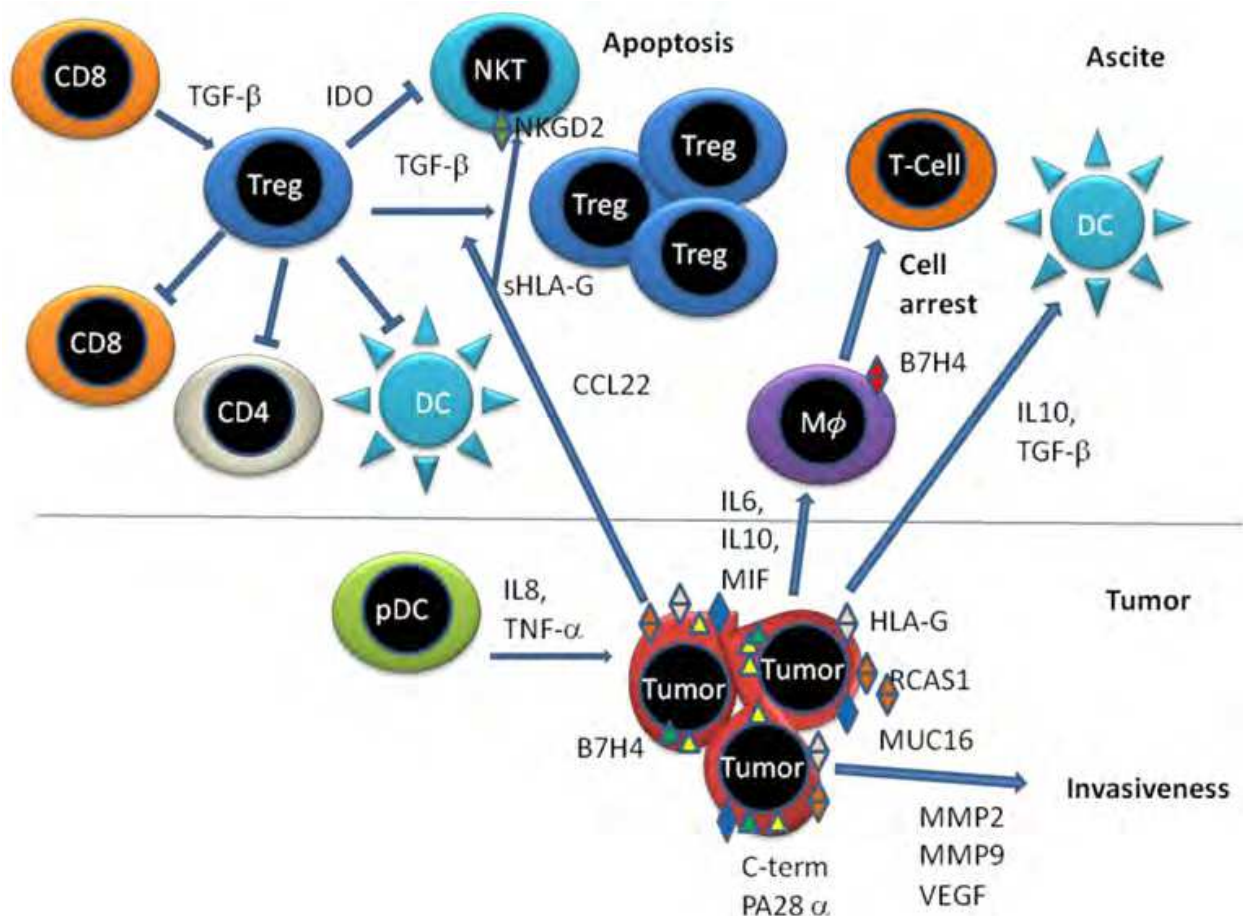 CD8
TGF-β
IDO
NKT
Apoptosis
Ascite
NKGD2
Treg
TGF-β
Treg
Treg
Treg
T-Cell
DC
sHLA-G
Cell
arrest
CD8
CD4
DC
CCL22
B7H4
Mϕ
IL10,
TGF-β
IL6,
IL10,
MIF
pDC
IL8,
TNF-α
Tumor
HLA-G
Tumor
Tumor
RCAS1
B7H4
MUC16
Tumor
Invasiveness
MMP2
MMP9
VEGF
C-term
PA28 α